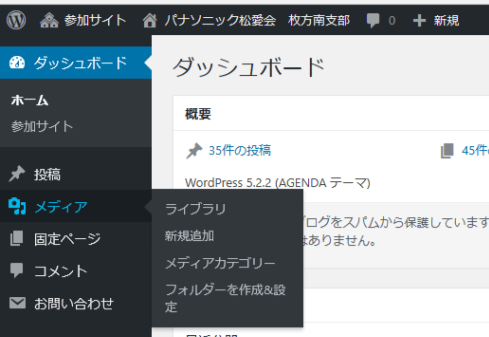 参加サイト パナソニック松愛会 枚方南支部 0 + 新規
ダッシュボード
ダッシュボード
ホーム
参加サイト
概要
35件の投稿 45件
WordPress 5.2.2 (AGENDA テーマ)
投稿
メディア
固定ページ
コメント
お問い合わせ
ライブラリ
新規追加
メディアカテゴリー
フォルダーを作成&設
定
ログをスパムから保護しています
はありません。